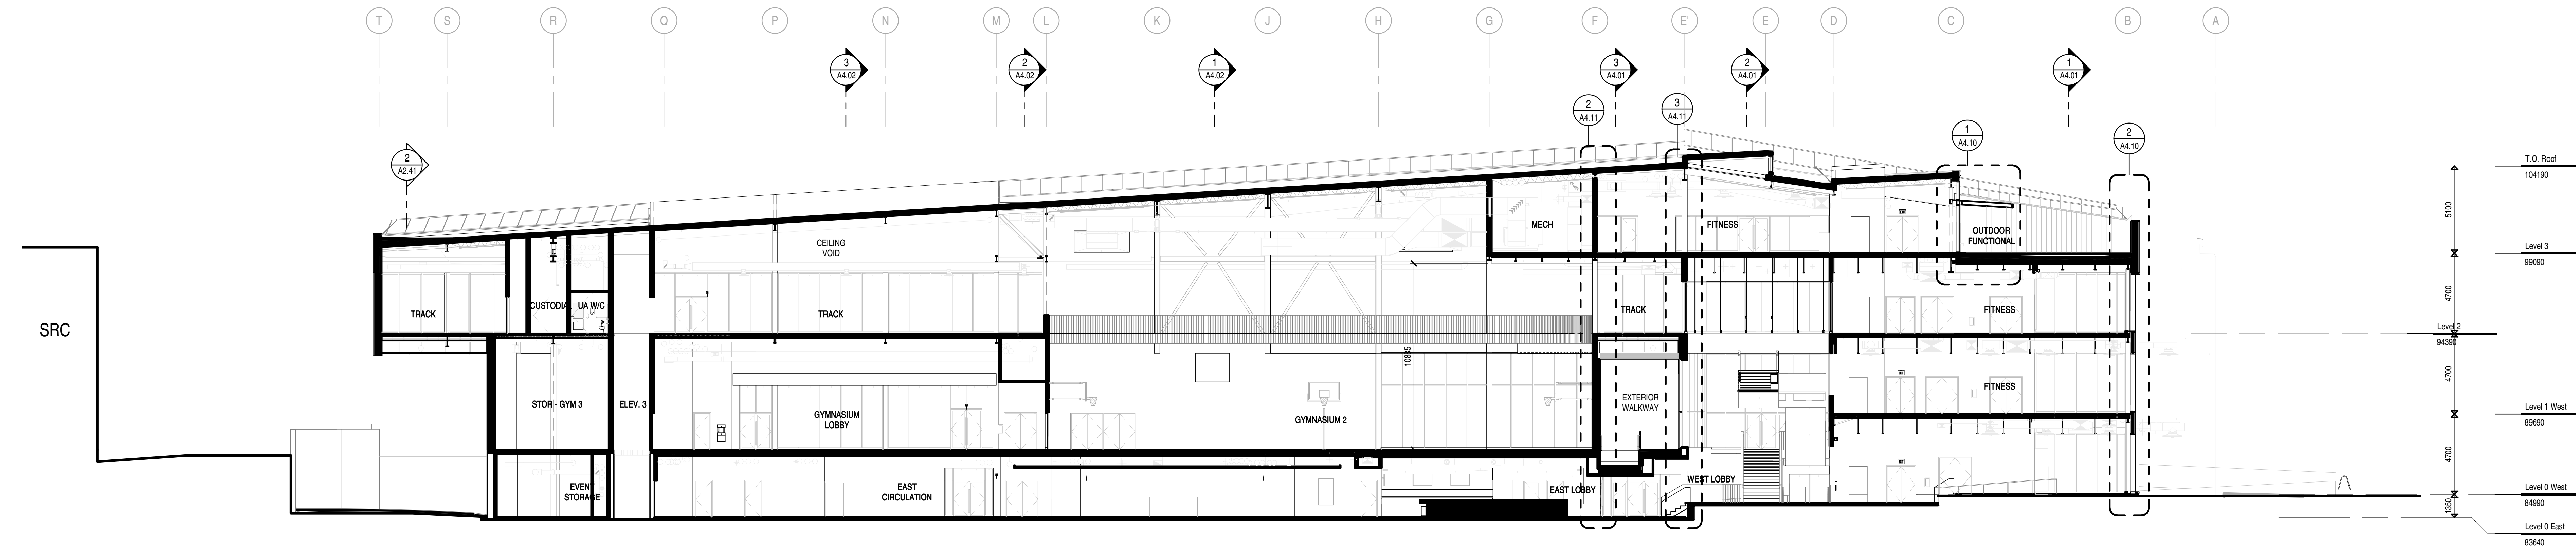 T S R Q P N M L K J H G F E' E D C B A
3
A4.02
2
A4.02
1
A4.02
3
A4.01
2
A4.01
1
A4.01
2
A4.11
3
A4.11
1
A4.10
2
A4.10
2
A2.41
T.O. Roof
104190
5100
MECH
FITNESS
OUTDOOR
FUNCTIONAL
CEILING
VOID
Level 3
99090
4700
TRACK
CUSTODIAL
UA W/C
TRACK
TRACK
FITNESS
SRC
Level 2
94390
10885
4700
FITNESS
STOR - GYM 3
ELEV. 3
GYMNASIUM
LOBBY
GYMNASIUM 2
EXTERIOR
WALKWAY
Level 1 West
89690
4700
EVENT
STORAGE
EAST
CIRCULATION
EAST LOBBY
WEST LOBBY
Level 0 West
84990
1350
Level 0 East
83640